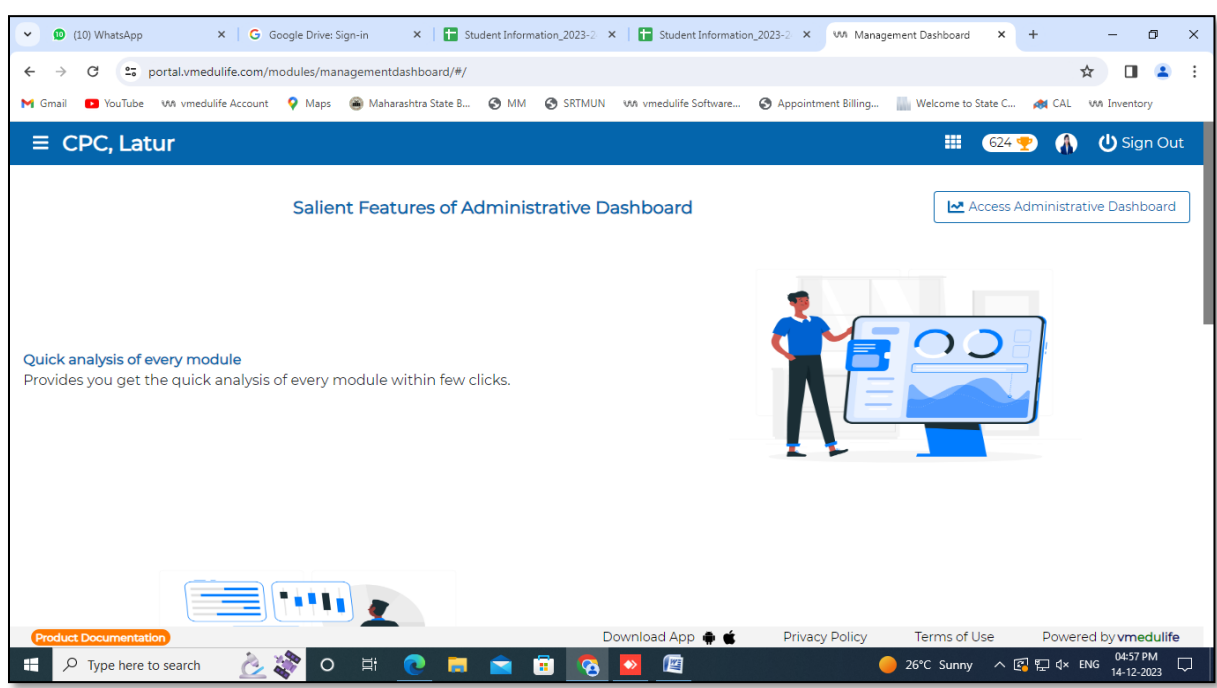 (10) WhatsApp
Google Drive: Sign-in
Student Information_2023-2
Student Information_2023-2
Management Dashboard
portal.vmedulife.com/modules/managementdashboard/#/
Gmail YouTube vmedulife Account Maps Maharashtra State B... MM SRTMUN vmedulife Software... Appointment Billing... Welcome to State C... CAL Inventory
CPC, Latur
624
Sign Out
Salient Features of Administrative Dashboard
Access Administrative Dashboard
Quick analysis of every module
Provides you get the quick analysis of every module within few clicks.
Product Documentation
Download App
Privacy Policy
Terms of Use
Powered by vmedulife
Type here to search
26°C Sunny
ENG
04:57 PM
14-12-2023